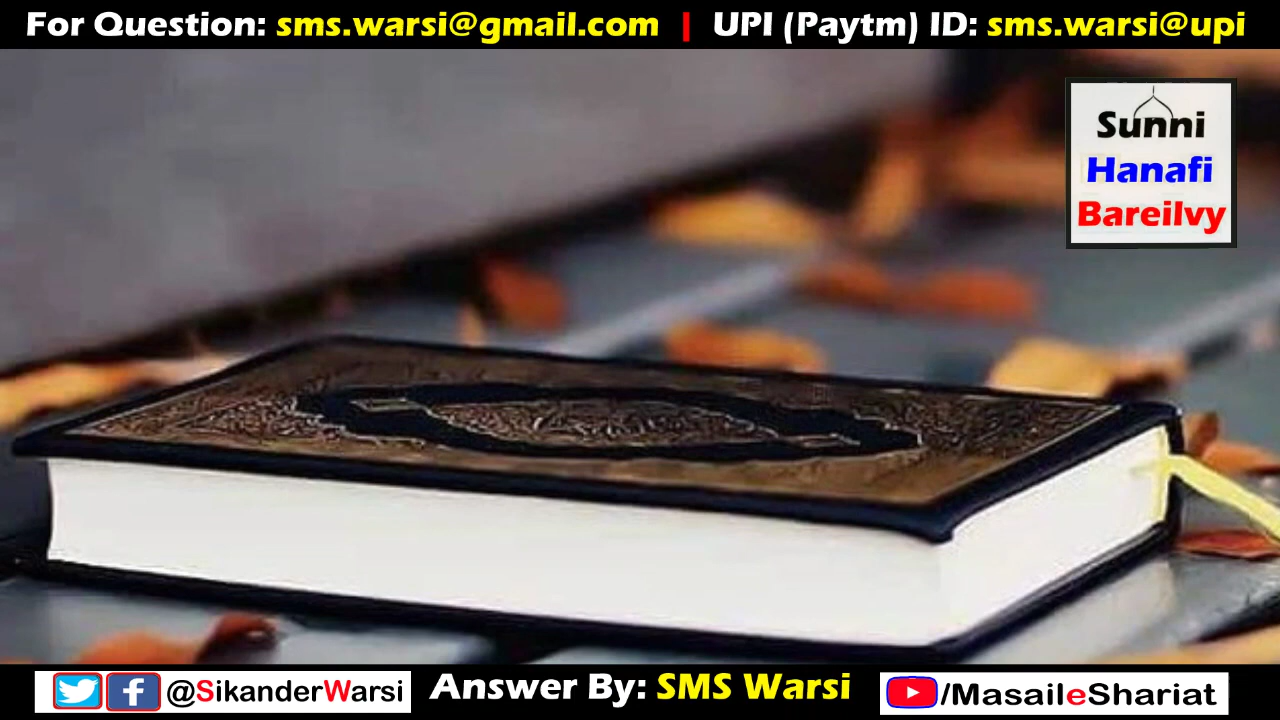 For Question: sms.warsi@gmail.com | UPI (Paytm) ID: sms.warsi@upi
Sunni
Hanafi
Bareilvy
@SikanderWarsi
Answer By: SMS Warsi
/MasaileShariat